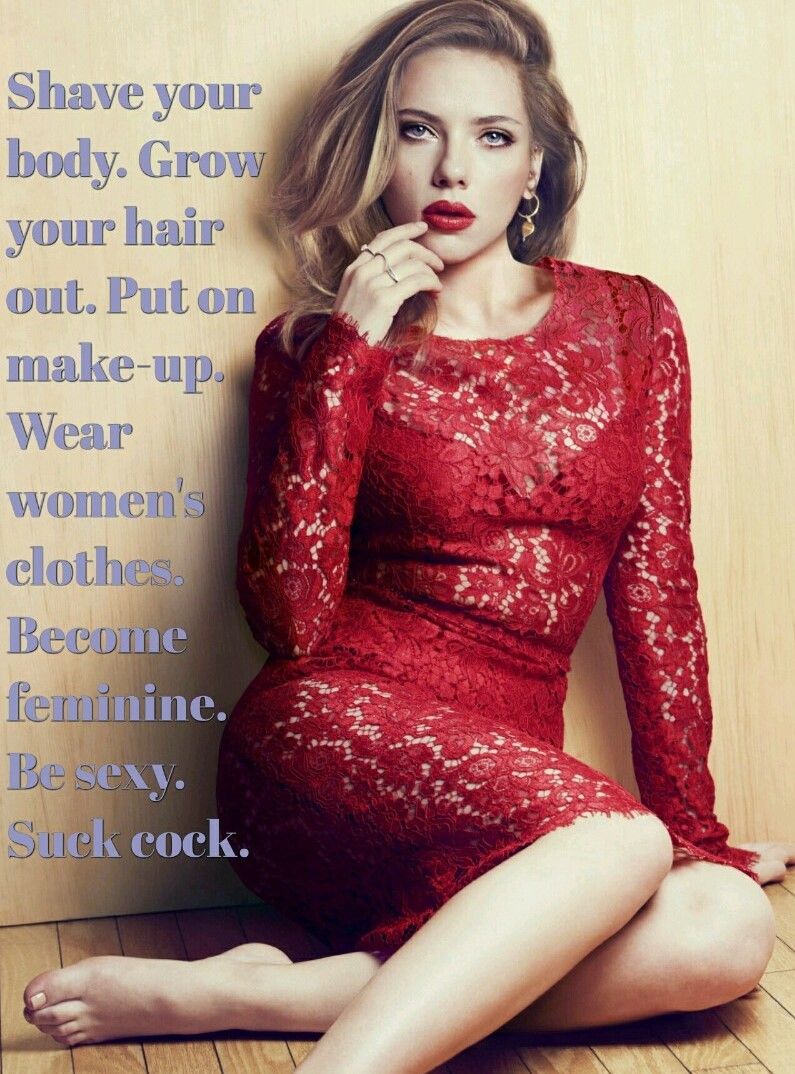 Shave your
body. Grow
your hair
out. Put on
make-up.
Wear
women's
clothes.
Become
feminine.
Be sexy.
Suck cock.